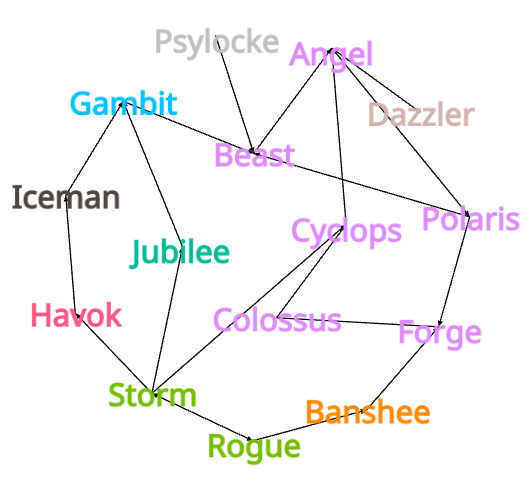 Psylocke
Angel
Gambit
Dazzler
Beast
Iceman
Polaris
Cyclops
Jubilee
Havok
Colossus
Forge
Storm
Banshee
Rogue